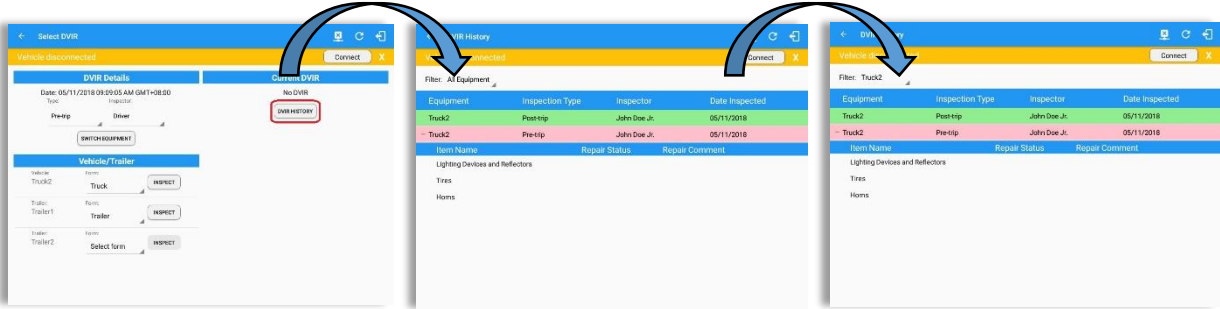 Select DVIR
Vehicle disconnected
Connect X
DVIR Details
Date: 05/11/2018 09:09:05 AM GMT+08:00
Type: Inspector:
Pre-trip Driver
SWITCH EQUIPMENT
Vehicle/Trailer
Vehicle: Form:
Truck2 Truck INSPECT
Trailer: Form:
Trailer1 Trailer INSPECT
Trailer: Form:
Trailer2 Select form INSPECT
Current DVIR
No DVIR
DVIR HISTORY
DVIR History
Connect X
Filter: All Equipment
Equipment Inspection Type Inspector Date Inspected
Truck2 Post-trip John Doe Jr. 05/11/2018
− Truck2 Pre-trip John Doe Jr. 05/11/2018
Item Name Repair Status Repair Comment
Lighting Devices and Reflectors
Tires
Horns
Connect X
Filter: Truck2
Equipment Inspection Type Inspector Date Inspected
Truck2 Post-trip John Doe Jr. 05/11/2018
− Truck2 Pre-trip John Doe Jr. 05/11/2018
Item Name Repair Status Repair Comment
Lighting Devices and Reflectors
Tires
Horns